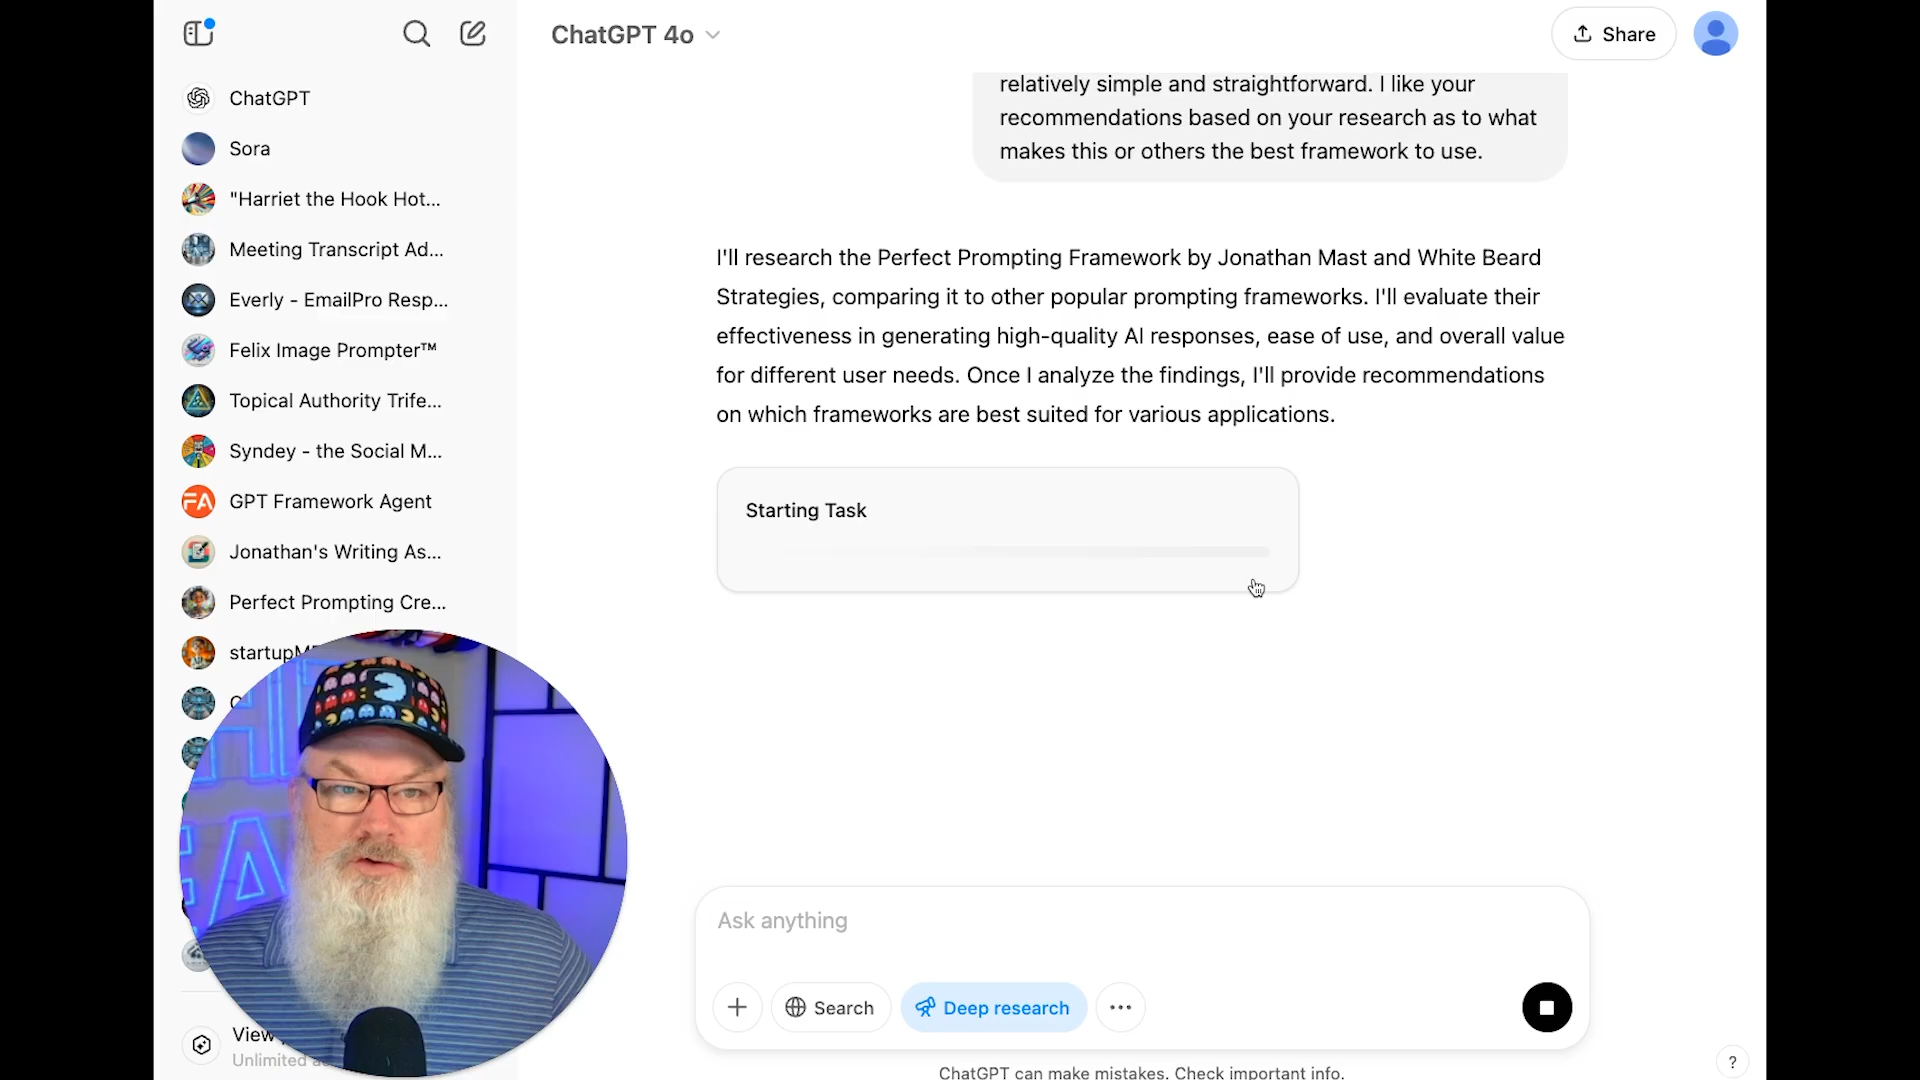 ChatGPT 4o
Share
ChatGPT
Sora
"Harriet the Hook Hot...
Meeting Transcript Ad...
Everly - EmailPro Resp...
Felix Image Prompter™
Topical Authority Trife...
Syndey - the Social M...
GPT Framework Agent
Jonathan's Writing As...
Perfect Prompting Cre...
View
Unlimited
relatively simple and straightforward. I like your
recommendations based on your research as to what
makes this or others the best framework to use.
I'll research the Perfect Prompting Framework by Jonathan Mast and White Beard
Strategies, comparing it to other popular prompting frameworks. I'll evaluate their
effectiveness in generating high-quality AI responses, ease of use, and overall value
for different user needs. Once I analyze the findings, I'll provide recommendations
on which frameworks are best suited for various applications.
Starting Task
Ask anything
Search
Deep research
ChatGPT can make mistakes. Check important info.
?